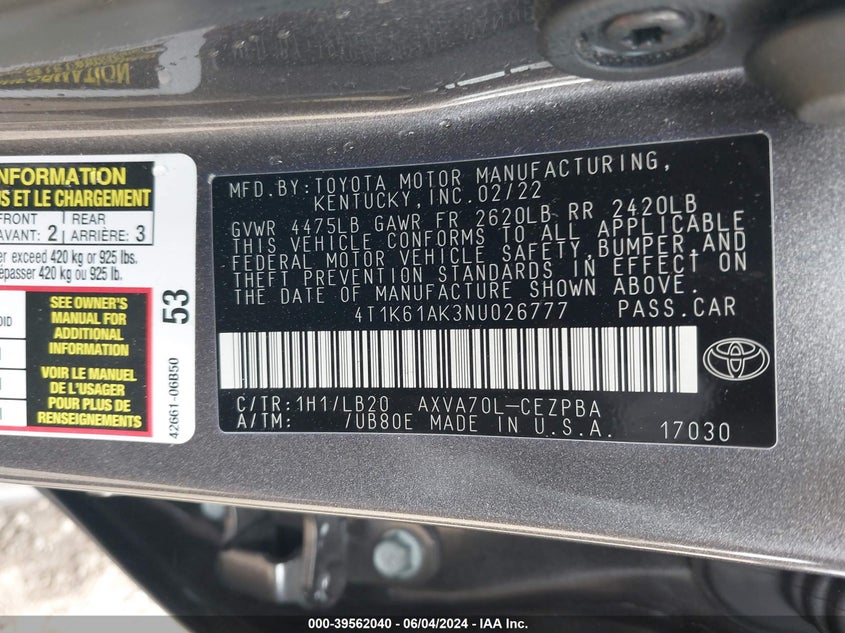 INFORMATION
US ET LE CHARGEMENT
FRONT
AVANT: 2
REAR
ARRIÈRE: 3
er exceed 420 kg or 925 lbs.
épasser 420 kg ou 925 lb.
OID
SEE OWNER'S
MANUAL FOR
ADDITIONAL
INFORMATION
VOIR LE MANUEL
DE L'USAGER
POUR PLUS DE
RENSEIGNEMENTS
53
42661-06B50
MFD.BY:TOYOTA MOTOR MANUFACTURING,
KENTUCKY,INC.02/22
GVWR 4475LB GAWR FR 2620LB RR 2420LB
THIS VEHICLE CONFORMS TO ALL APPLICABLE
FEDERAL MOTOR VEHICLE SAFETY,BUMPER,AND
THEFT PREVENTION STANDARDS IN EFFECT ON
THE DATE OF MANUFACTURE SHOWN ABOVE.
4T1K61AK3NU026777 PASS.CAR
C/TR:1H1/LB20 AXVA70L-CEZPBA
A/TM: /UB80E MADE IN U.S.A. 17030
000-39562040 - 06/04/2024 - IAA Inc.